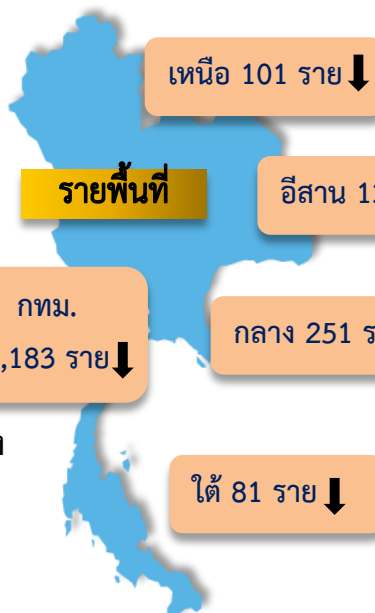 เหนือ 101 ราย
รายพื้นที่
อีสาน
กทม.
,183 ราย
กลาง 251
ใต้ 81 ราย